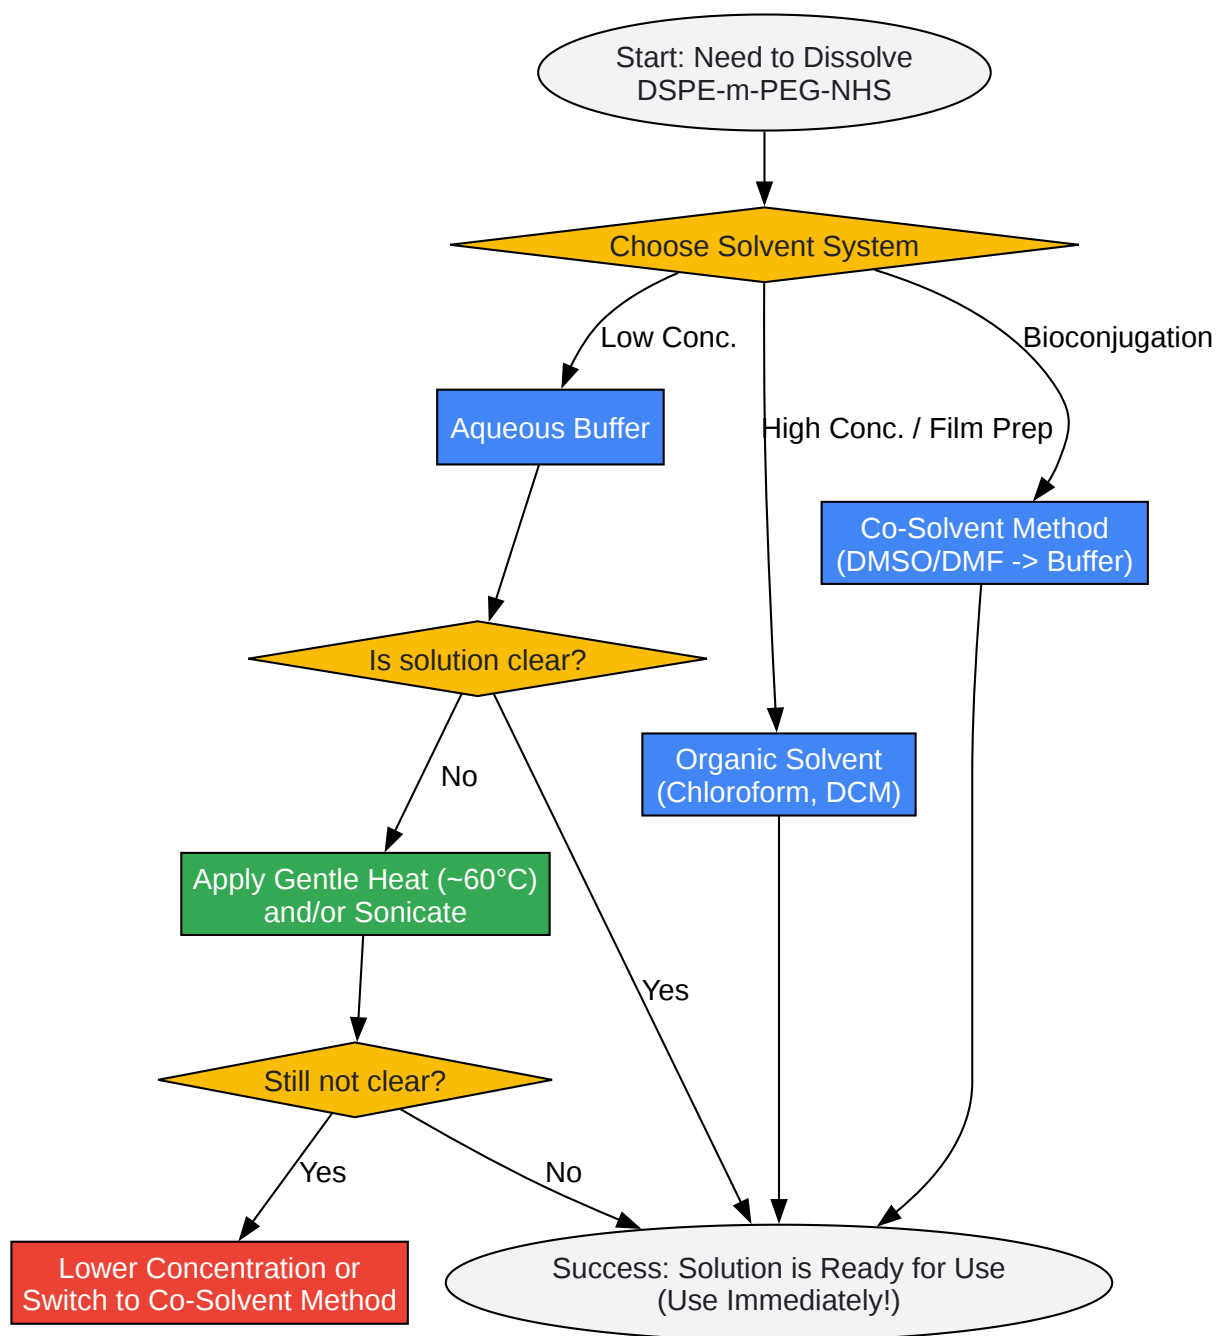 Start: Need to Dissolve
DSPE-m-PEG-NHS
Choose Solvent System
Low Conc.
Bioconjugation
Aqueous Buffer
High Conc. / Film Prep
Co-Solvent Method
(DMSO/DMF -> Buffer)
Is solution clear?
No
Organic Solvent
(Chloroform, DCM)
Apply Gentle Heat (~60°C)
and/or Sonicate
Yes
Still not clear?
Yes
No
Lower Concentration or
Switch to Co-Solvent Method
Success: Solution is Ready for Use
(Use Immediately!)